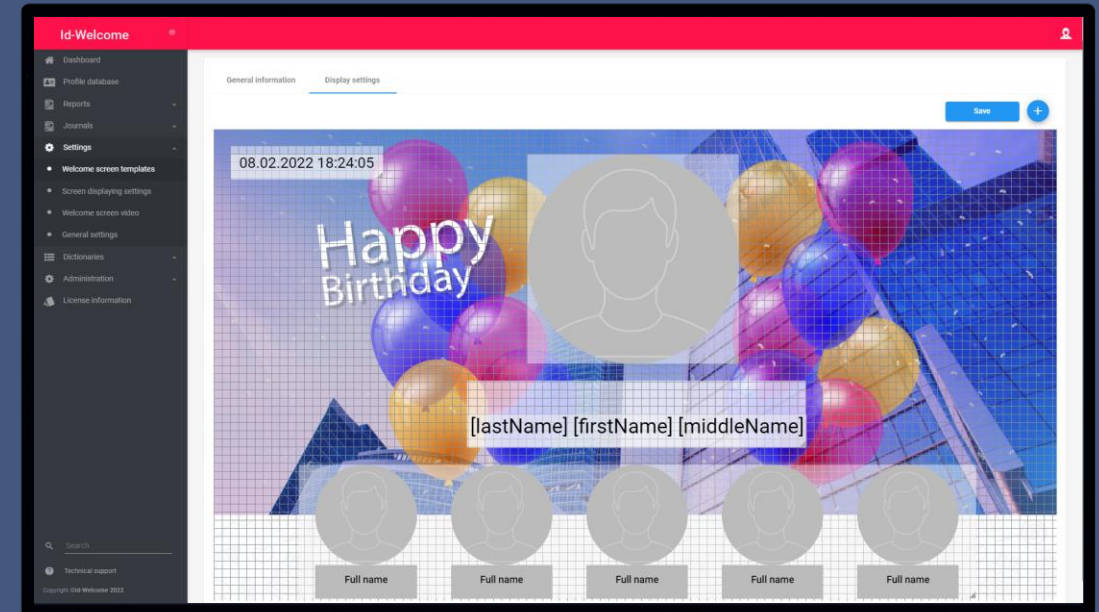 Id-Welcome
Dashboard
Profile database
Reports
Journals
Settings
Welcome screen templates
Screen displaying settings
Welcome screen video
General settings
Dictionaries
Administration
License information
Search
Technical support
Copyright ©Id-Welcome 2022
General information
Display settings
Save
08.02.2022 18:24:05
Happy
Birthday
[lastName] [firstName] [middleName]
Full name
Full name
Full name
Full name
Full name